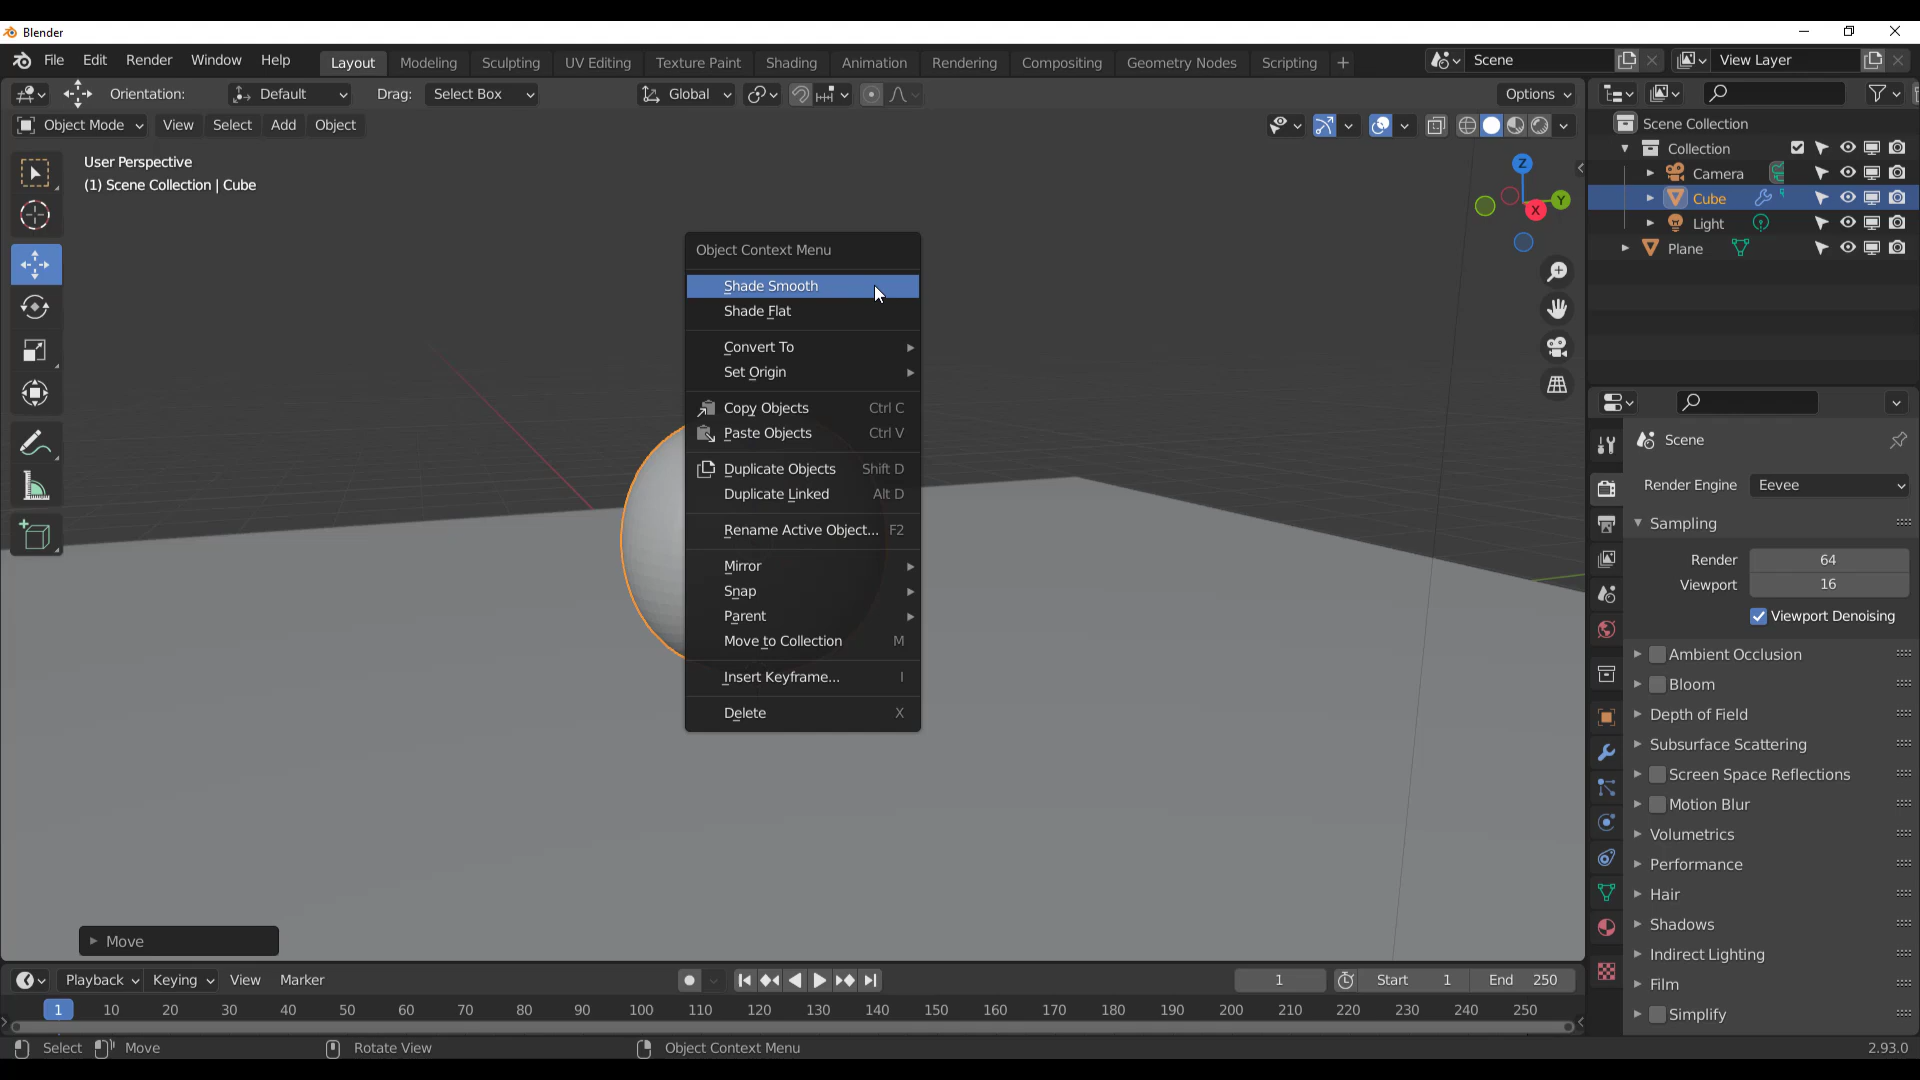 Blender
File Edit Render Window Help Layout Modeling Sculpting UV Editing Texture Paint Shading Animation Rendering Compositing Geometry Nodes Scripting + Scene View Layer
Orientation: Default Drag: Select Box Global Options
Object Mode View Select Add Object
User Perspective
(1) Scene Collection | Cube
Z
Y
X
Object Context Menu
Shade Smooth
Shade Flat
Convert To
Set Origin
Copy Objects Ctrl C
Paste Objects Ctrl V
Duplicate Objects Shift D
Duplicate Linked Alt D
Rename Active Object... F2
Mirror
Snap
Parent
Move to Collection M
Insert Keyframe... I
Delete X
Move
Scene Collection
Collection
Camera
Cube
Light
Plane
Scene
Render Engine Eevee
Sampling
Render 64
Viewport 16
Viewport Denoising
Ambient Occlusion
Bloom
Depth of Field
Subsurface Scattering
Screen Space Reflections
Motion Blur
Volumetrics
Performance
Hair
Shadows
Indirect Lighting
Film
Simplify
Playback Keying View Marker 1 Start 1 End 250
1 10 20 30 40 50 60 70 80 90 100 110 120 130 140 150 160 170 180 190 200 210 220 230 240 250
Select Move Rotate View Object Context Menu 2.93.0